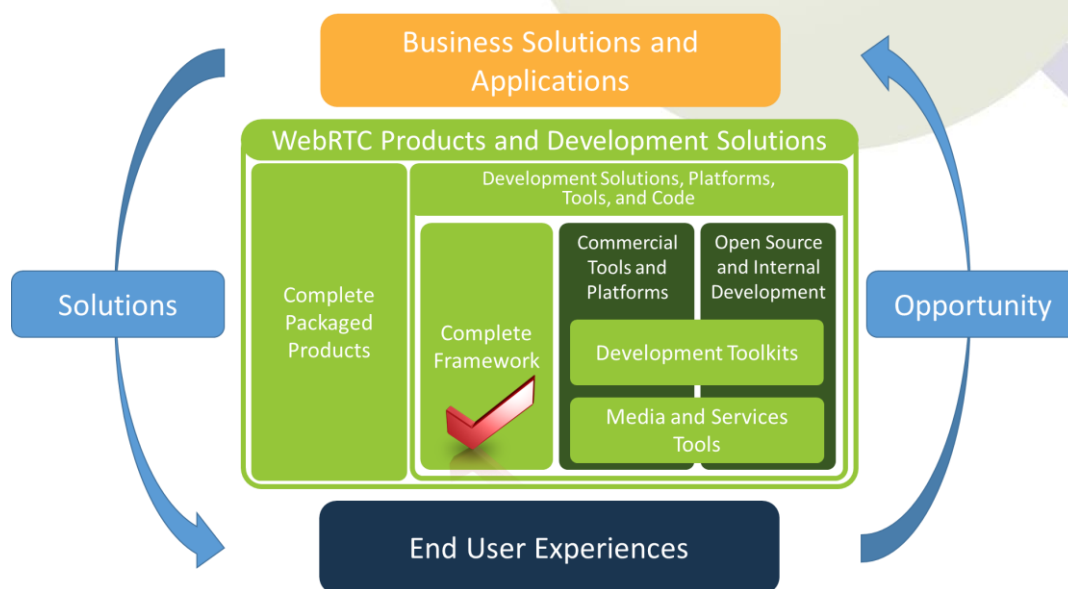 Business Solutions and
Applications
WebRTC Products and Development Solutions
Development Solutions, Platforms,
Tools, and Code
Complete
Packaged
Products
Complete
Framework
Commercial
Tools and
Platforms
Open Source
and Internal
Development
Development Toolkits
Media and Services
Tools
Solutions
Opportunity
End User Experiences